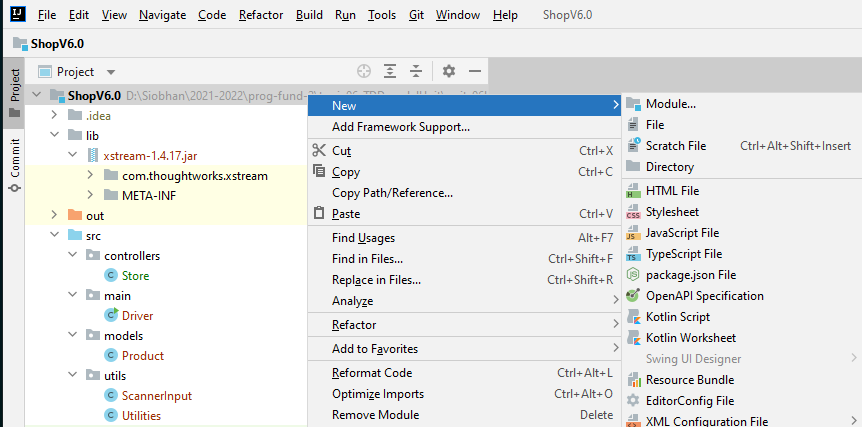 IJ File Edit View Navigate Code Refactor Build Run Tools Git Window Help ShopV6.0
ShopV6.0
Project
Project
Commit
ShopV6.0 D:\Siobhan\2021-2022\prog-fund-
.idea
lib
xstream-1.4.17.jar
com.thoughtworks.xstream
META-INF
out
src
controllers
Store
main
Driver
models
Product
utils
ScannerInput
Utilities
New
Add Framework Support...
Cut Ctrl+X
Copy Ctrl+C
Copy Path/Reference...
Paste Ctrl+V
Find Usages Alt+F7
Find in Files... Ctrl+Shift+F
Replace in Files... Ctrl+Shift+R
Analyze
Refactor
Add to Favorites
Reformat Code Ctrl+Alt+L
Optimize Imports Ctrl+Alt+O
Remove Module Delete
Module...
File
Scratch File Ctrl+Alt+Shift+Insert
Directory
HTML File
CSS Stylesheet
JS JavaScript File
TS TypeScript File
JS package.json File
OpenAPI Specification
Kotlin Script
Kotlin Worksheet
Swing UI Designer
Resource Bundle
EditorConfig File
XML Configuration File